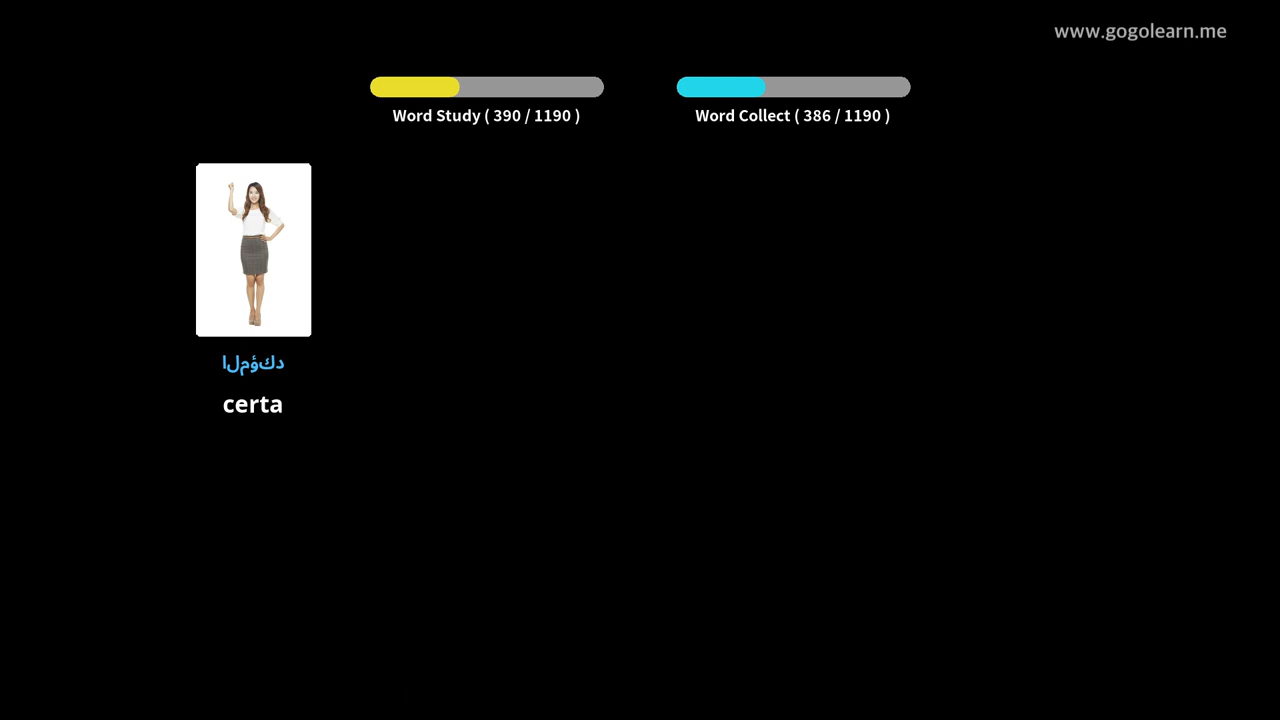 www.gogolearn.me
Word Study ( 390 / 1190 )
Word Collect ( 386 / 1190 )
المؤكد
certa